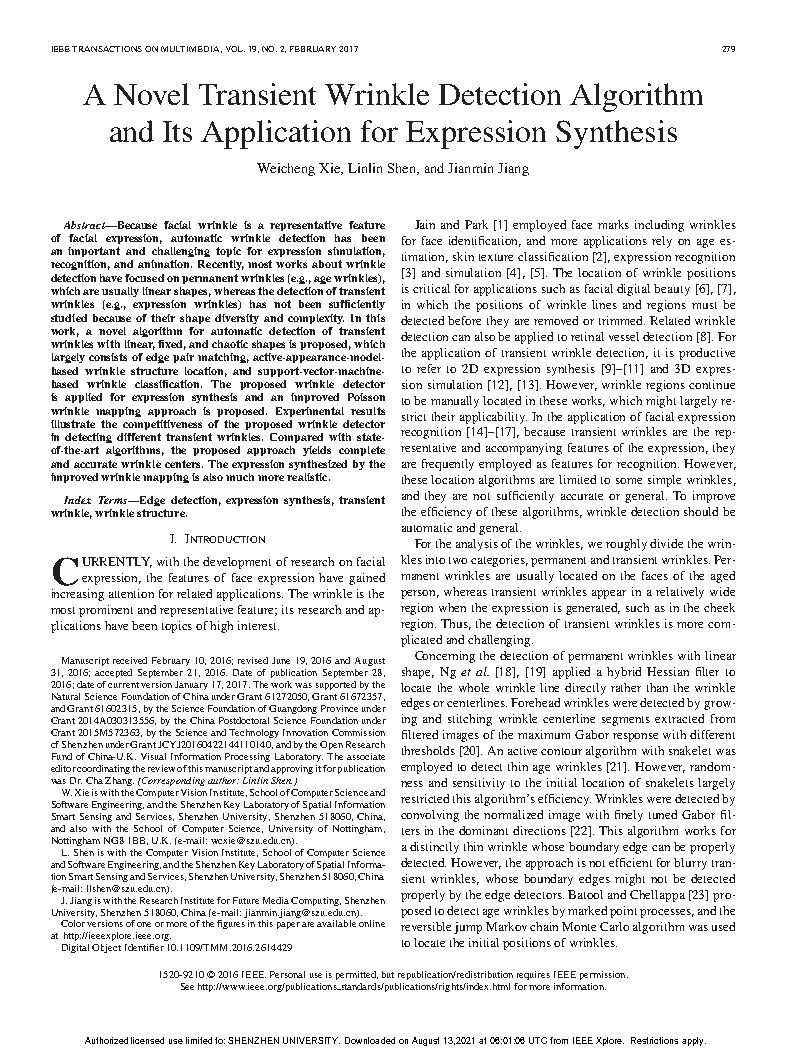 IEEE TRANSACTIONS ON MULTIMEDIA, VOL. 19, NO. 2, FEBRUARY 2017
279
A Novel Transient Wrinkle Detection Algorithm
and Its Application for Expression Synthesis
Weicheng Xie, Linlin Shen, and Jianmin Jiang
Abstract—Because facial wrinkle is a representative feature
of facial expression, automatic wrinkle detection has been
an important and challenging topic for expression simulation,
recognition, and animation. Recently, most works about wrinkle
detection have focused on permanent wrinkles (e.g., age wrinkles),
which are usually linear shapes, whereas the detection of transient
wrinkles (e.g., expression wrinkles) has not been sufficiently
studied because of their shape diversity and complexity. In this
work, a novel algorithm for automatic detection of transient
wrinkles with linear, fixed, and chaotic shapes is proposed, which
largely consists of edge pair matching, active-appearance-model-
based wrinkle structure location, and support-vector-machine-
based wrinkle classification. The proposed wrinkle detector
is applied for expression synthesis and an improved Poisson
wrinkle mapping approach is proposed. Experimental results
illustrate the competitiveness of the proposed wrinkle detector
in detecting different transient wrinkles. Compared with state-
of-the-art algorithms, the proposed approach yields complete
and accurate wrinkle centers. The expression synthesized by the
improved wrinkle mapping is also much more realistic.
Index Terms—Edge detection, expression synthesis, transient
wrinkle, wrinkle structure.
I. INTRODUCTION
CURRENTLY, with the development of research on facial
expression, the features of face expression have gained
increasing attention for related applications. The wrinkle is the
most prominent and representative feature; its research and ap-
plications have been topics of high interest.
Manuscript received February 10, 2016; revised June 19, 2016 and August
31, 2016; accepted September 21, 2016. Date of publication September 28,
2016; date of current version January 17, 2017. The work was supported by the
Natural Science Foundation of China under Grant 61272050, Grant 61672357,
and Grant 61602315, by the Science Foundation of Guangdong Province under
Grant 2014A030313556, by the China Postdoctoral Science Foundation under
Grant 2015M572363, by the Science and Technology Innovation Commission
of Shenzhen under Grant JCYJ20160422144110140, and by the Open Research
Fund of China-U.K. Visual Information Processing Laboratory. The associate
editor coordinating the review of this manuscript and approving it for publication
was Dr. Cha Zhang. (Corresponding author: Linlin Shen.)
W. Xie is with the Computer Vision Institute, School of Computer Science and
Software Engineering, and the Shenzhen Key Laboratory of Spatial Information
Smart Sensing and Services, Shenzhen University, Shenzhen 518060, China,
and also with the School of Computer Science, University of Nottingham,
Nottingham NG8 1BB, U.K. (e-mail: wcxie@szu.edu.cn).
L. Shen is with the Computer Vision Institute, School of Computer Science
and Software Engineering, and the Shenzhen Key Laboratory of Spatial Informa-
tion Smart Sensing and Services, Shenzhen University, Shenzhen 518060, China
(e-mail: llshen@szu.edu.cn).
J. Jiang is with the Research Institute for Future Media Computing, Shenzhen
University, Shenzhen 518060, China (e-mail: jianmin.jiang@szu.edu.cn).
Color versions of one or more of the figures in this paper are available online
at http://ieeexplore.ieee.org.
Digital Object Identifier 10.1109/TMM.2016.2614429
Jain and Park [1] employed face marks including wrinkles
for face identification, and more applications rely on age es-
timation, skin texture classification [2], expression recognition
[3] and simulation [4], [5]. The location of wrinkle positions
is critical for applications such as facial digital beauty [6], [7],
in which the positions of wrinkle lines and regions must be
detected before they are removed or trimmed. Related wrinkle
detection can also be applied to retinal vessel detection [8]. For
the application of transient wrinkle detection, it is productive
to refer to 2D expression synthesis [9]–[11] and 3D expres-
sion simulation [12], [13]. However, wrinkle regions continue
to be manually located in these works, which might largely re-
strict their applicability. In the application of facial expression
recognition [14]–[17], because transient wrinkles are the rep-
resentative and accompanying features of the expression, they
are frequently employed as features for recognition. However,
these location algorithms are limited to some simple wrinkles,
and they are not sufficiently accurate or general. To improve
the efficiency of these algorithms, wrinkle detection should be
automatic and general.
For the analysis of the wrinkles, we roughly divide the wrin-
kles into two categories, permanent and transient wrinkles. Per-
manent wrinkles are usually located on the faces of the aged
person, whereas transient wrinkles appear in a relatively wide
region when the expression is generated, such as in the cheek
region. Thus, the detection of transient wrinkles is more com-
plicated and challenging.
Concerning the detection of permanent wrinkles with linear
shape, Ng et al. [18], [19] applied a hybrid Hessian filter to
locate the whole wrinkle line directly rather than the wrinkle
edges or centerlines. Forehead wrinkles were detected by grow-
ing and stitching wrinkle centerline segments extracted from
filtered images of the maximum Gabor response with different
thresholds [20]. An active contour algorithm with snakelet was
employed to detect thin age wrinkles [21]. However, random-
ness and sensitivity to the initial location of snakelets largely
restricted this algorithm's efficiency. Wrinkles were detected by
convolving the normalized image with finely tuned Gabor fil-
ters in the dominant directions [22]. This algorithm works for
a distinctly thin wrinkle whose boundary edge can be properly
detected. However, the approach is not efficient for blurry tran-
sient wrinkles, whose boundary edges might not be detected
properly by the edge detectors. Batool and Chellappa [23] pro-
posed to detect age wrinkles by marked point processes, and the
reversible jump Markov chain Monte Carlo algorithm was used
to locate the initial positions of wrinkles.
1520-9210 © 2016 IEEE. Personal use is permitted, but republication/redistribution requires IEEE permission.
See http://www.ieee.org/publications_standards/publications/rights/index.html for more information.
Authorized licensed use limited to: SHENZHEN UNIVERSITY. Downloaded on August 13,2021 at 06:01:06 UTC from IEEE Xplore. Restrictions apply.